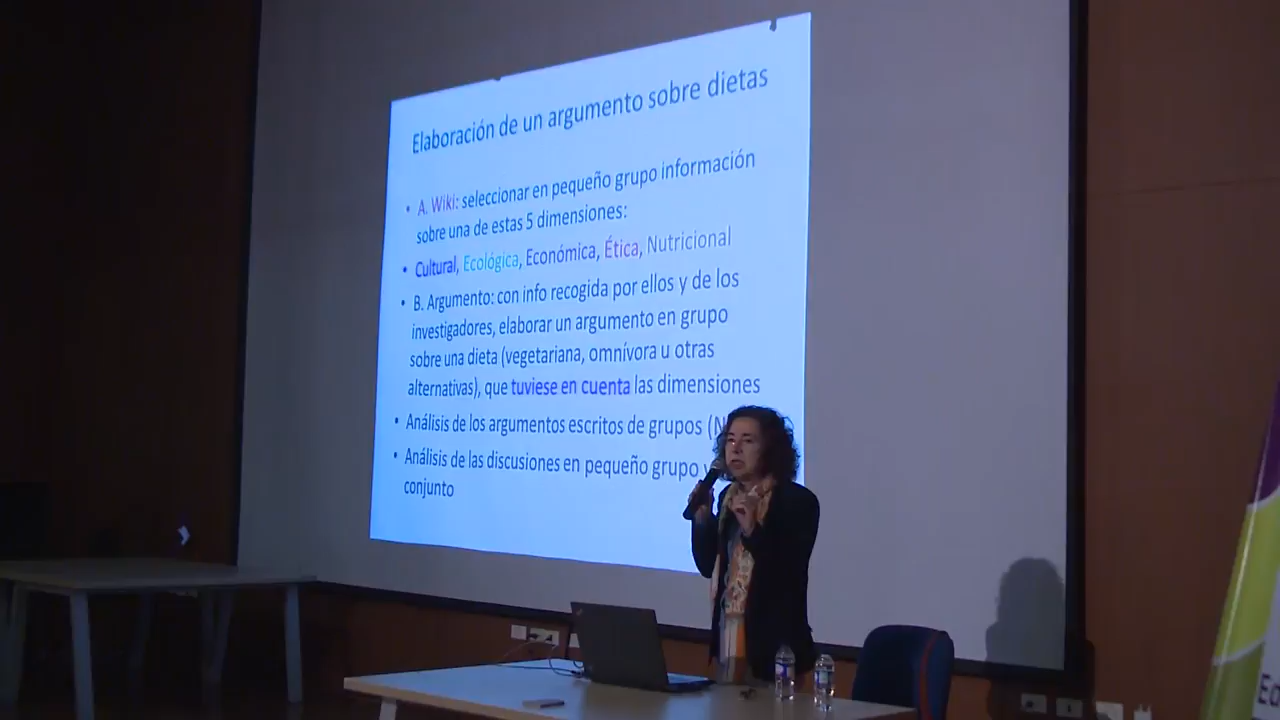 Elaboración de un argumento sobre dietas
• A. Wiki: seleccionar en pequeño grupo información
sobre una de estas 5 dimensiones:
• Cultural, Ecológica, Económica, Ética, Nutricional
• B. Argumento: con info recogida por ellos y de los
investigadores, elaborar un argumento en grupo
sobre una dieta (vegetariana, omnívora u otras
alternativas), que tuviese en cuenta las dimensiones
• Análisis de los argumentos escritos de grupos
• Análisis de las discusiones en pequeño grupo y
conjunto